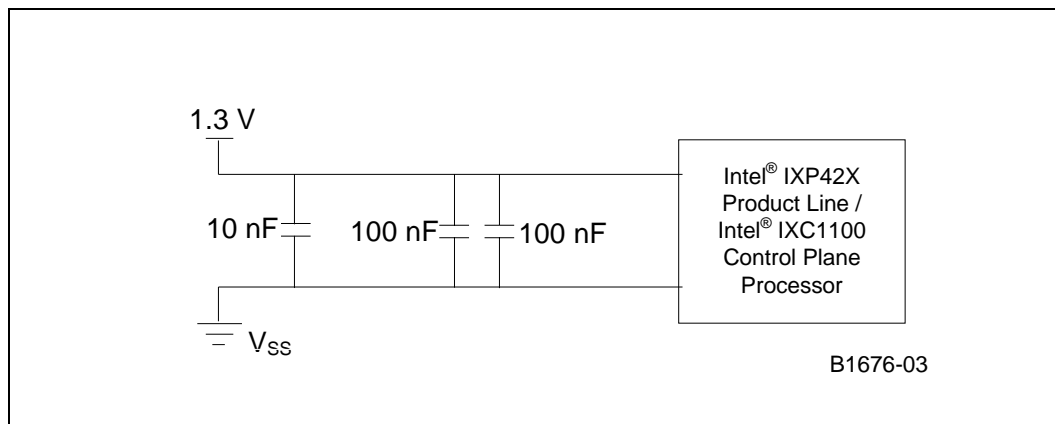 1.3 V
10 nF
100 nF
100 nF
Intel® IXP42X
Product Line /
Intel® IXC1100
Control Plane
Processor
VSS
B1676-03